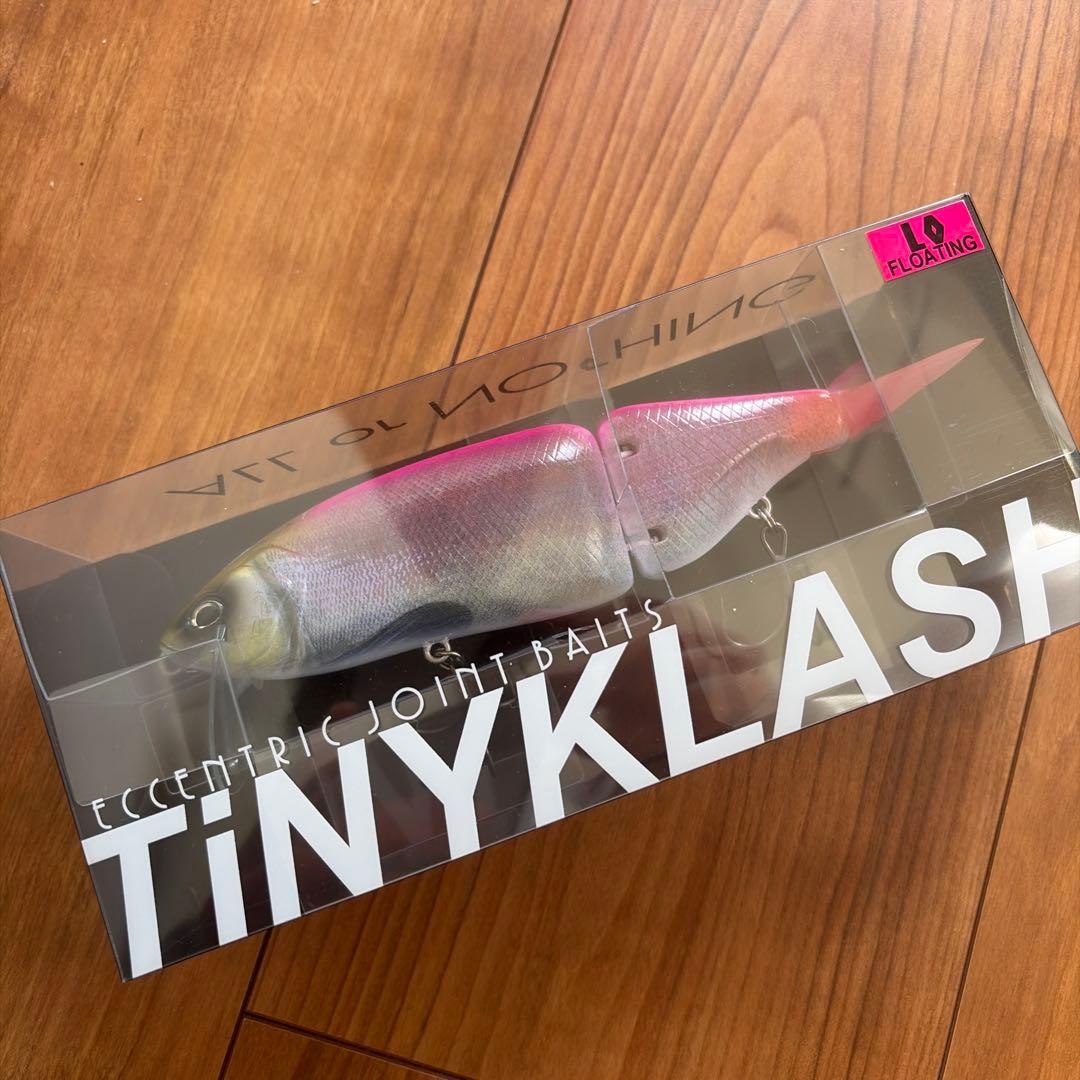 LO
FLOATING
ALL or NOTHING
ECCENTRIC JOINT BAITS
TiNYKLASH